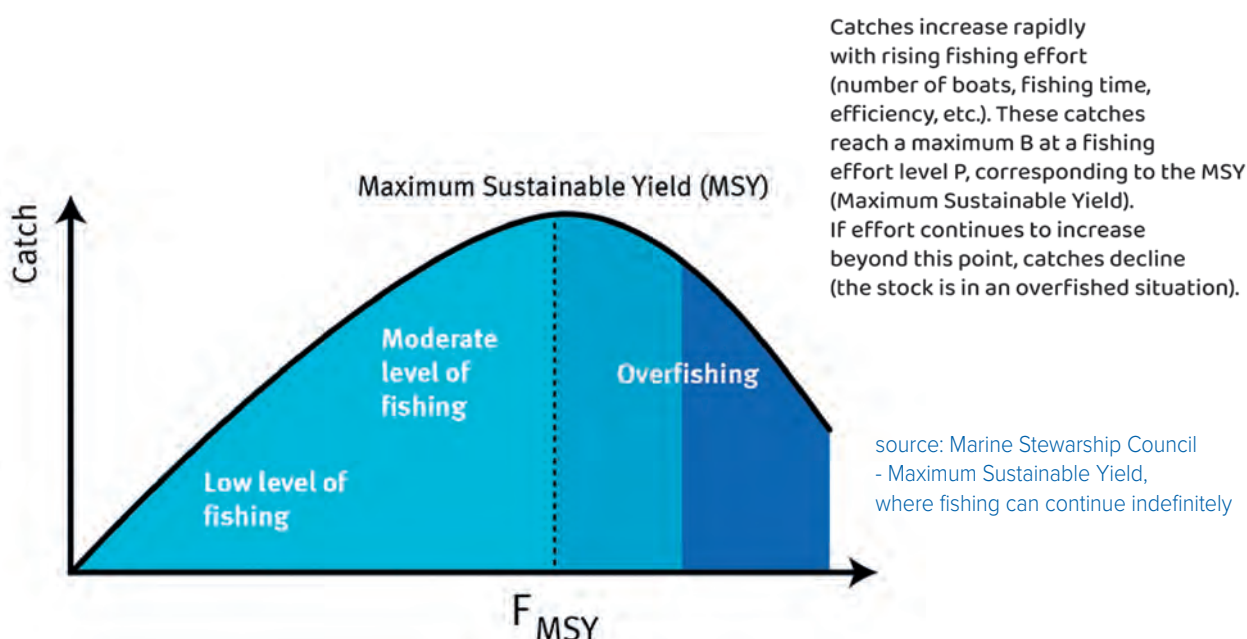 Catches increase rapidly
with rising fishing effort
(number of boats, fishing time,
efficiency, etc.). These catches
reach a maximum B at a fishing
effort level P, corresponding to the MSY
(Maximum Sustainable Yield).
If effort continues to increase
beyond this point, catches decline
(the stock is in an overfished situation).
Maximum Sustainable Yield (MSY)
Catch
Moderate
level of
fishing
Overfishing
Low level of
fishing
F MSY
source: Marine Stewarship Council
- Maximum Sustainable Yield,
where fishing can continue indefinitely